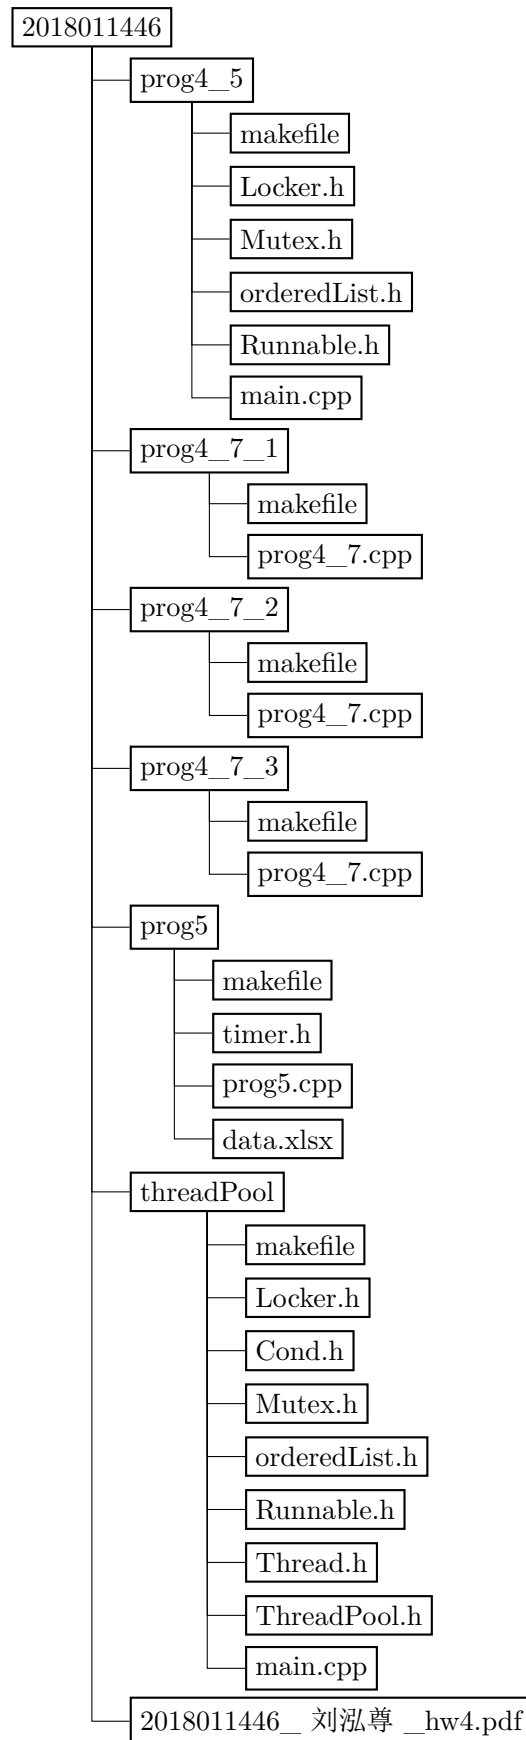 2018011446
prog4_5
makefile
Locker.h
Mutex.h
orderedList.h
Runnable.h
main.cpp
prog4_7_1
makefile
prog4_7.cpp
prog4_7_2
makefile
prog4_7.cpp
prog4_7_3
makefile
prog4_7.cpp
prog5
makefile
timer.h
prog5.cpp
data.xlsx
threadPool
makefile
Locker.h
Cond.h
Mutex.h
orderedList.h
Runnable.h
Thread.h
ThreadPool.h
main.cpp
2018011446_ 刘泓尊 _hw4.pdf